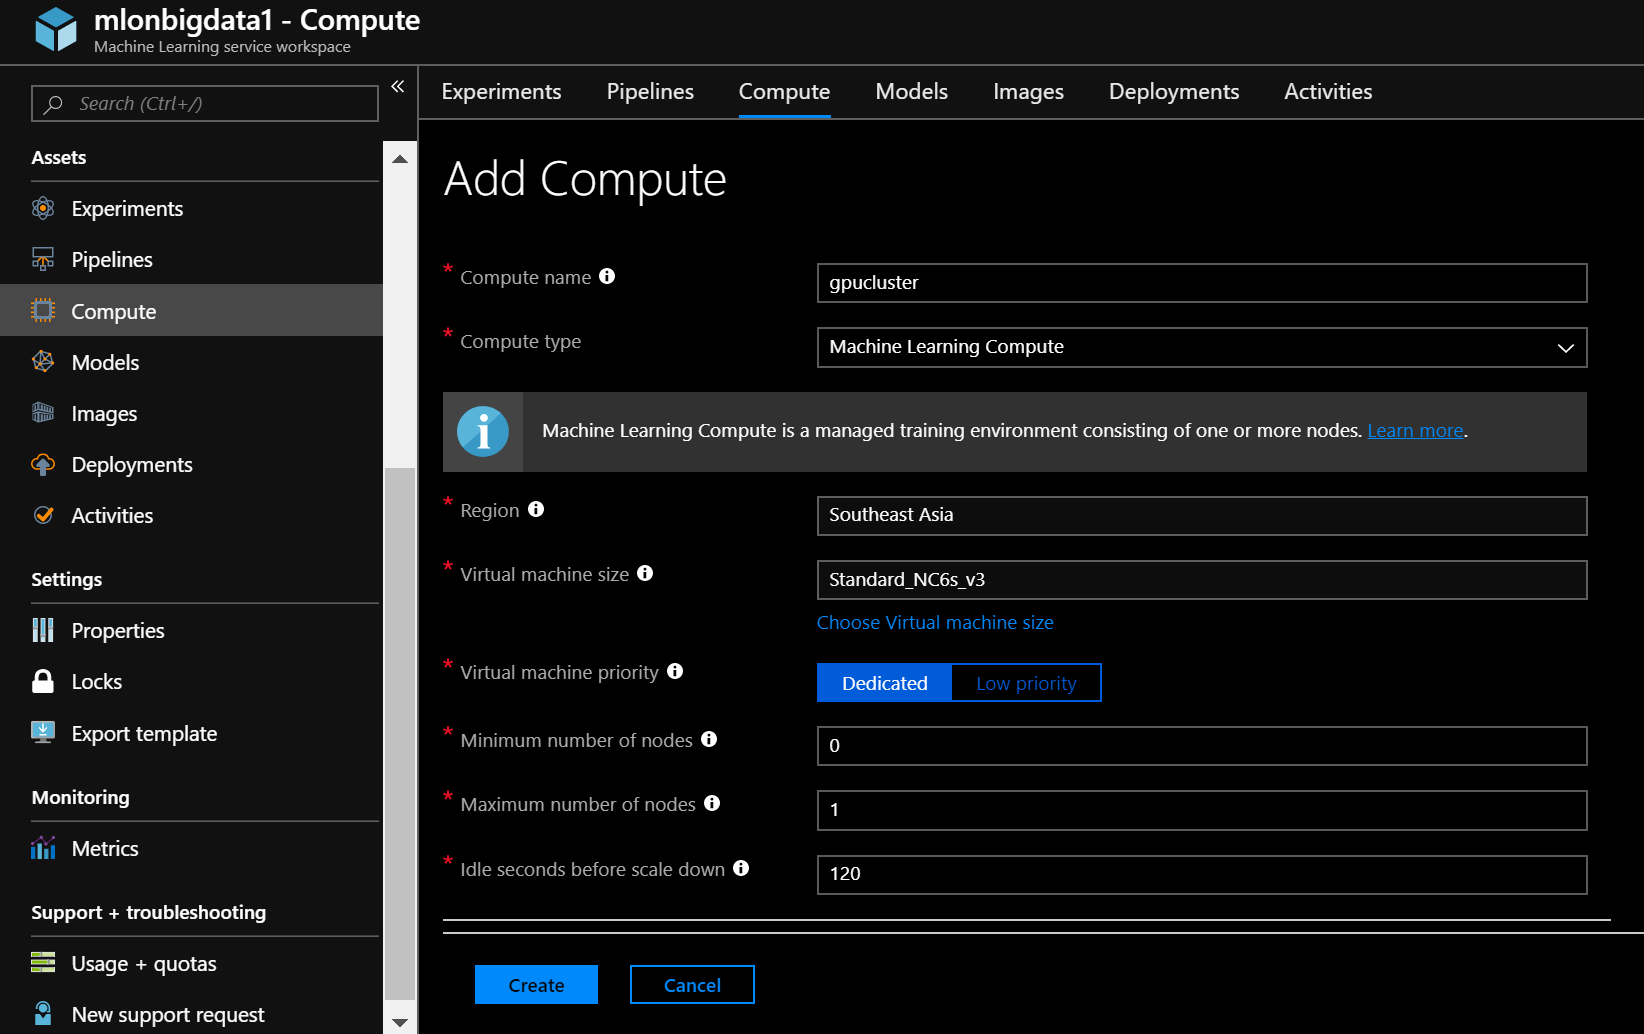 mlonbigdata1 - Compute
Machine Learning service workspace
Search (Ctrl+/)
«
Assets
Experiments
Pipelines
Compute
Models
Images
Deployments
Activities
Settings
Properties
Locks
Export template
Monitoring
Metrics
Support + troubleshooting
Usage + quotas
New support request
Experiments Pipelines Compute Models Images Deployments Activities
Add Compute
* Compute name gpucluster
* Compute type Machine Learning Compute
Machine Learning Compute is a managed training environment consisting of one or more nodes. Learn more.
* Region Southeast Asia
* Virtual machine size Standard_NC6s_v3
Choose Virtual machine size
* Virtual machine priority Dedicated Low priority
* Minimum number of nodes 0
* Maximum number of nodes 1
* Idle seconds before scale down 120
Create Cancel